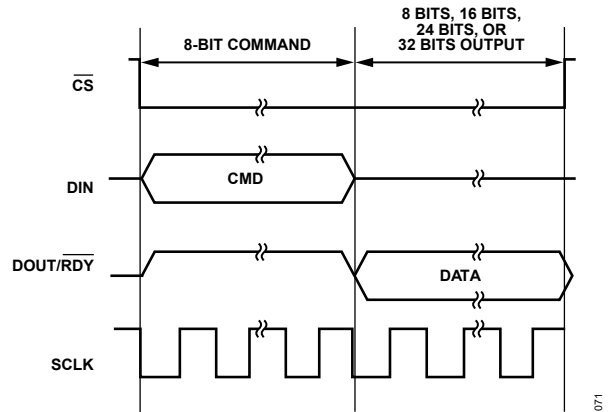 8 BITS, 16 BITS,
24 BITS, OR
8-BIT COMMAND
32 BITS OUTPUT
CS
DIN
CMD
DOUT/RDY
DATA
SCLK
071